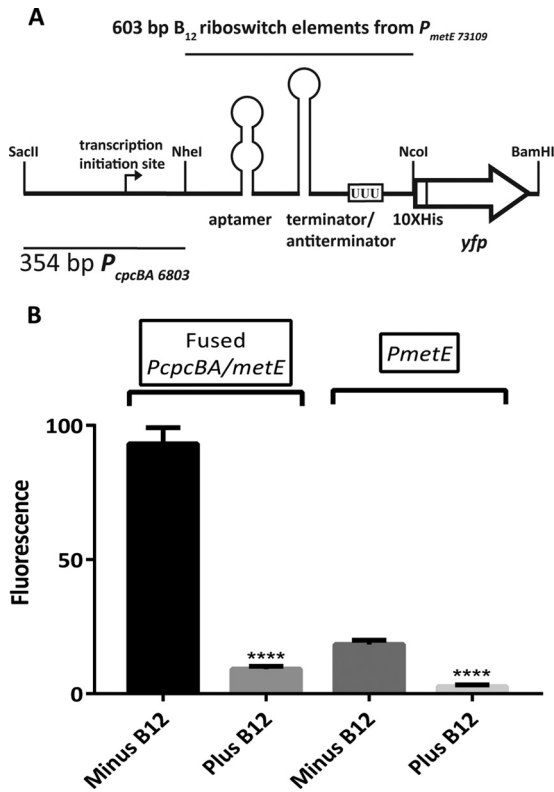 A
603 bp B12 riboswitch elements from PmetE 73109
transcription
initiation site
SacII
NheI
NcoI
BamHI
UUU
aptamer
terminator/
antiterminator
10XHis
yfp
354 bp PcpcBA 6803
B
Fused
PcpcBA/metE
PmetE
100
50
0
Fluorescence
****
****
Minus B12
Plus B12
Minus B12
Plus B12